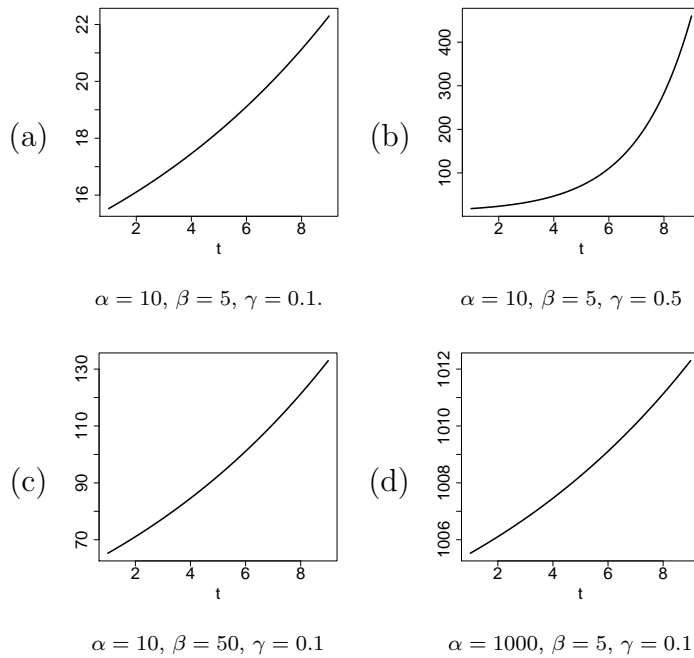 (a)
22
20
18
16
2 4 6 8
t
α = 10, β = 5, γ = 0.1.
(b)
400
300
200
100
2 4 6 8
t
α = 10, β = 5, γ = 0.5
(c)
130
110
90
70
2 4 6 8
t
α = 10, β = 50, γ = 0.1
(d)
1012
1010
1008
1006
2 4 6 8
t
α = 1000, β = 5, γ = 0.1